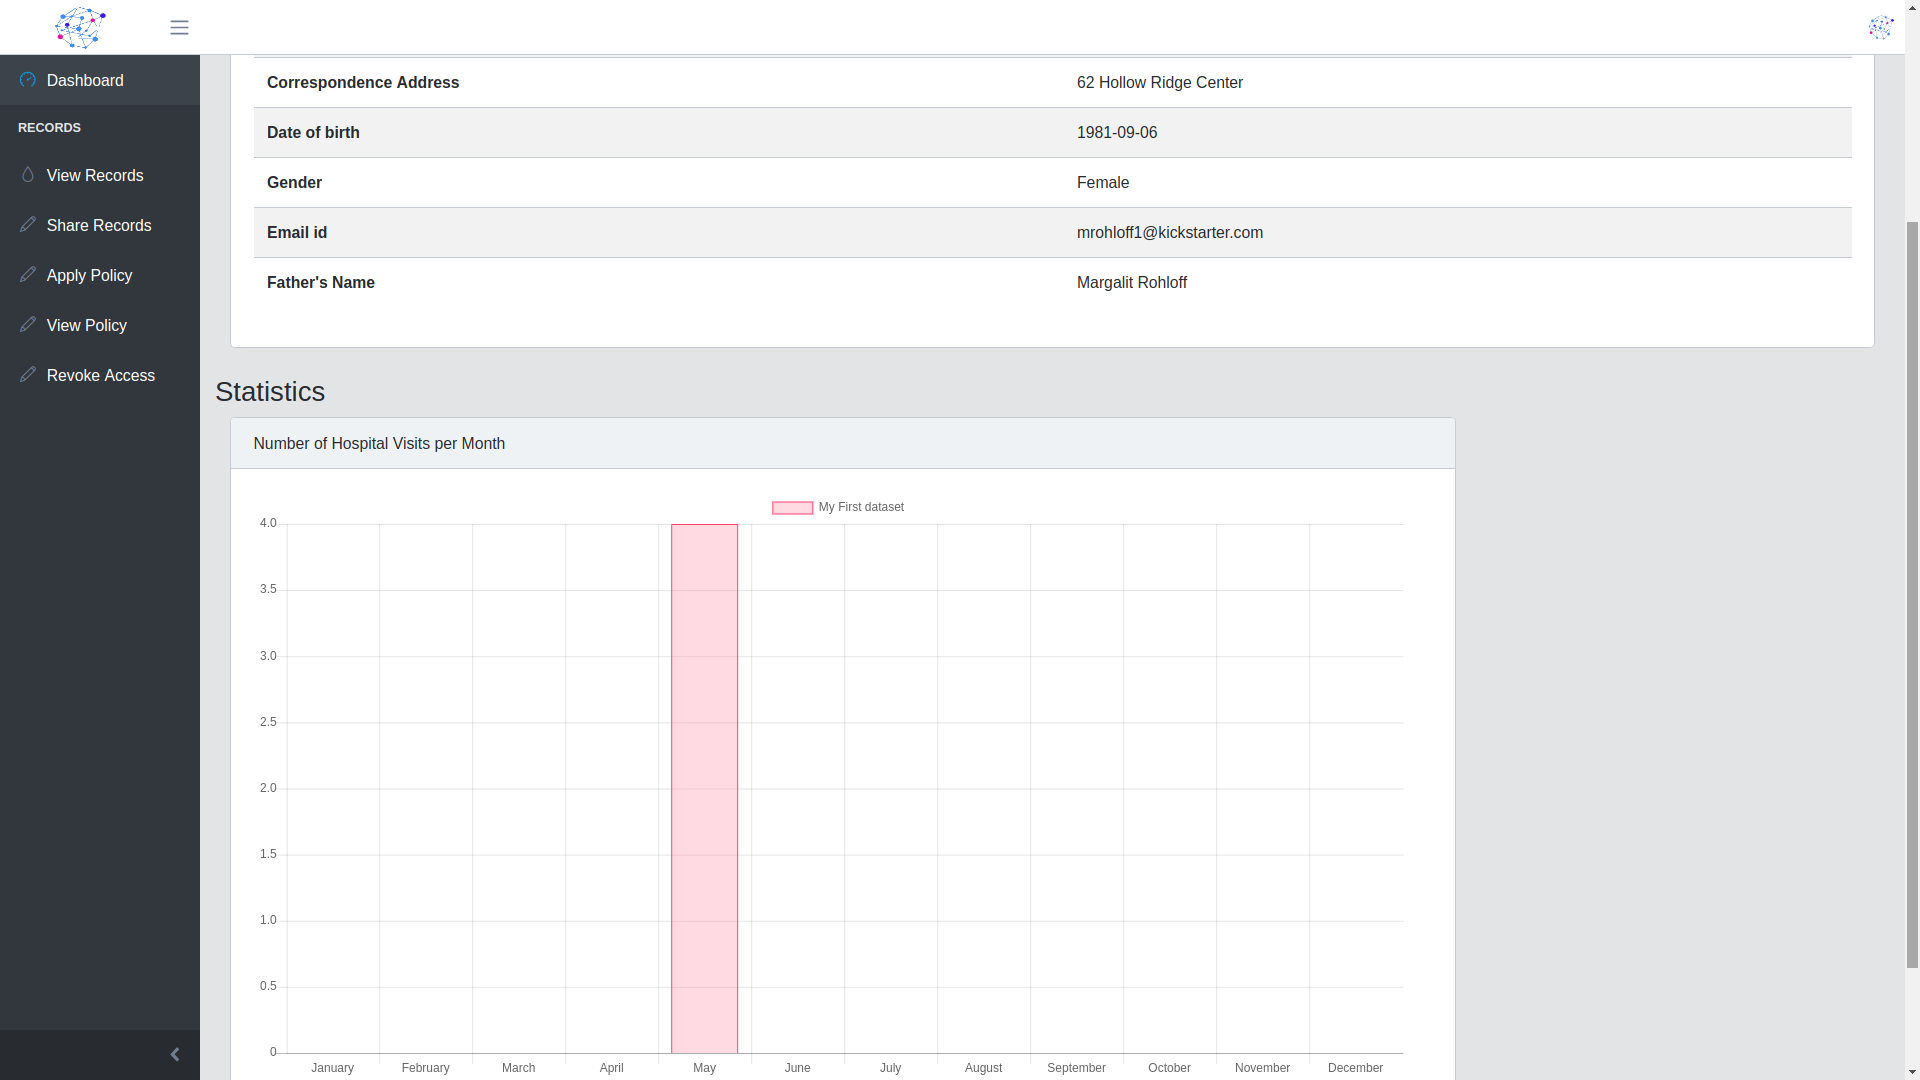 Dashboard
RECORDS
View Records
Share Records
Apply Policy
View Policy
Revoke Access
Correspondence Address 62 Hollow Ridge Center
Date of birth 1981-09-06
Gender Female
Email id mrohloff1@kickstarter.com
Father's Name Margalit Rohloff
Statistics
Number of Hospital Visits per Month
My First dataset
4.0
3.5
3.0
2.5
2.0
1.5
1.0
0.5
0
January February March April May June July August September October November December